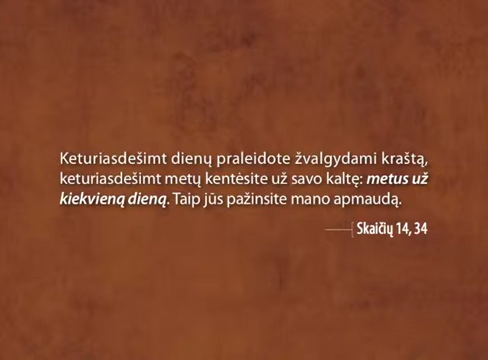 Keturiasdešimt dienų praleidote žvalgydami kraštą,
keturiasdešimt metų kentėsite už savo kaltę: metus už
kiekvieną dieną. Taip jūs pažinsite mano apmaudą.
Skaičių 14, 34